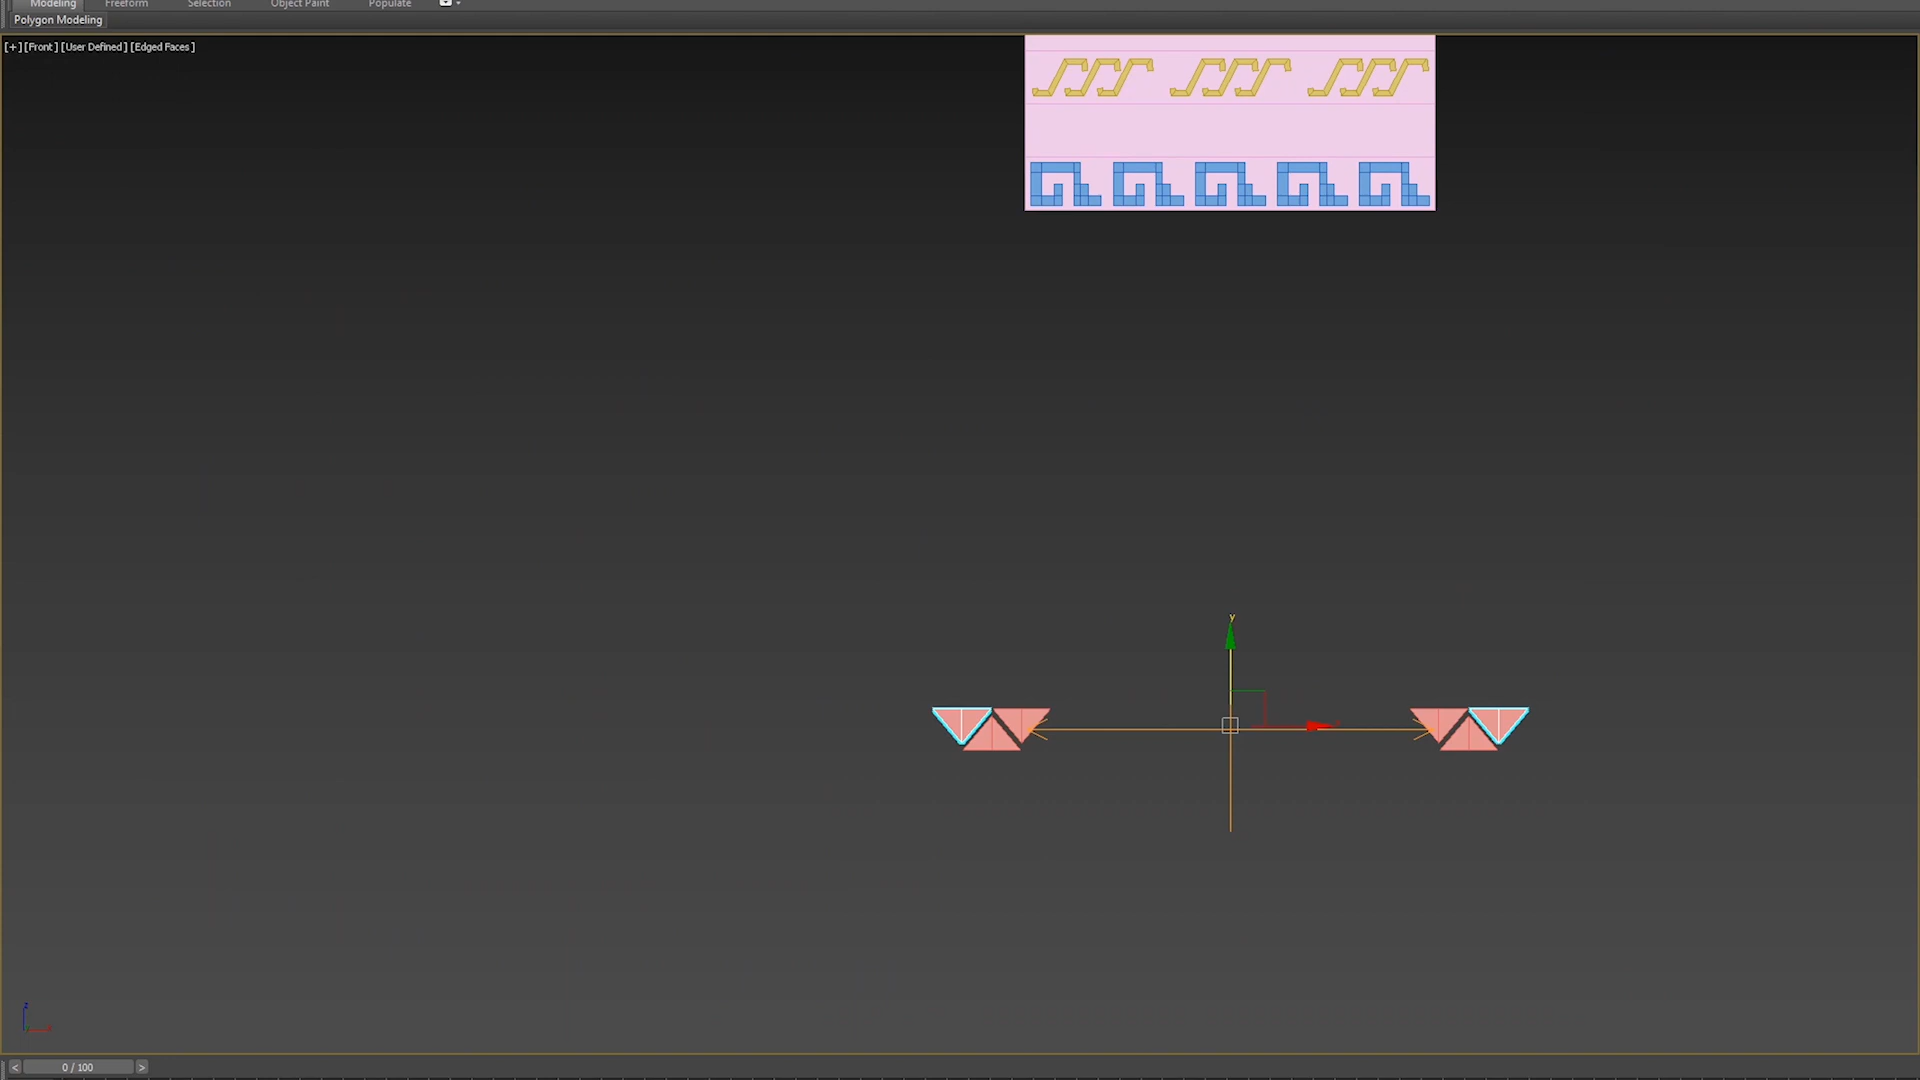 Modeling Freeform Selection Object Paint Populate
Polygon Modeling
[+] [Front] [User Defined] [Edged Faces]
y
z
< 0 / 100 >